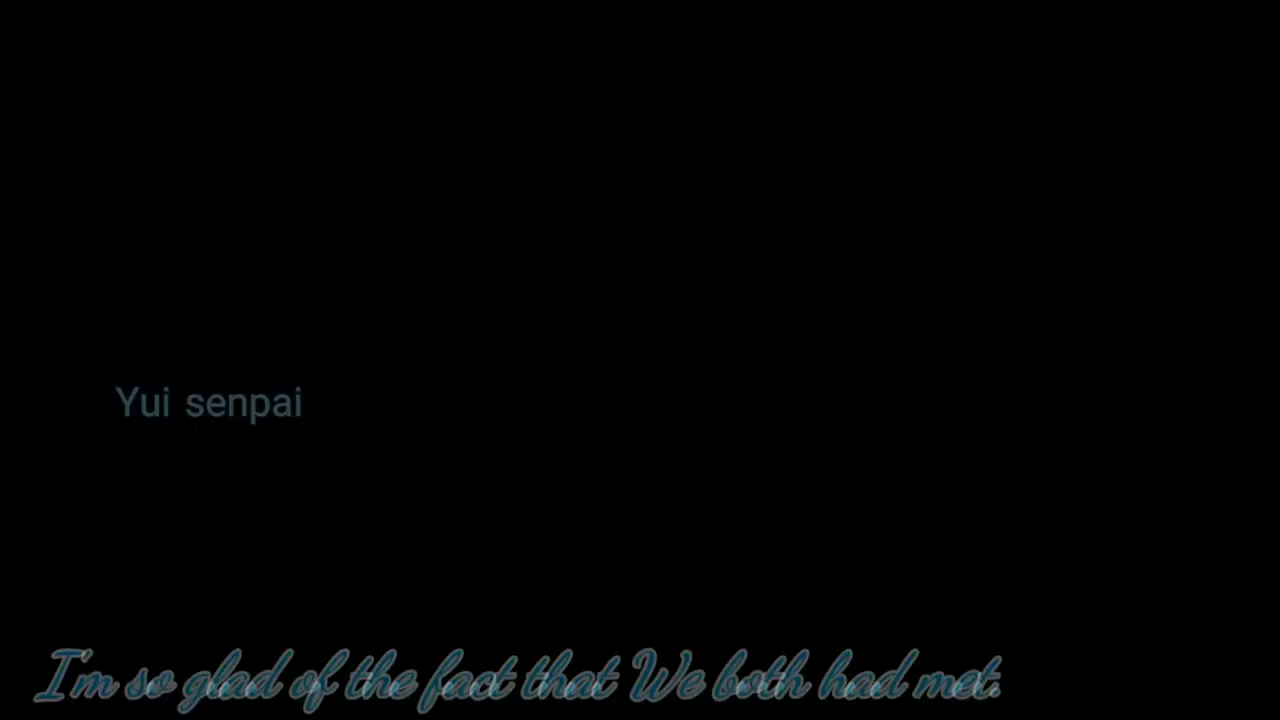 Yui senpai
I'm so glad of the fact that We both had met.